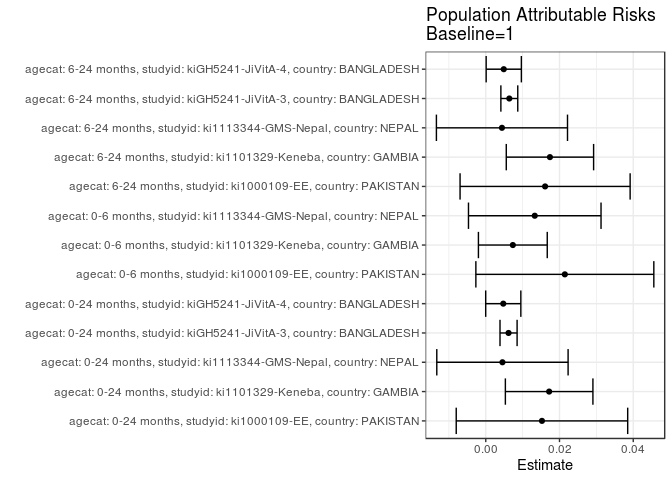 Population Attributable Risks
Baseline=1
agecat: 6-24 months, studyid: kiGH5241-JiVitA-4, country: BANGLADESH
agecat: 6-24 months, studyid: kiGH5241-JiVitA-3, country: BANGLADESH
agecat: 6-24 months, studyid: ki1113344-GMS-Nepal, country: NEPAL
agecat: 6-24 months, studyid: ki1101329-Keneba, country: GAMBIA
agecat: 6-24 months, studyid: ki1000109-EE, country: PAKISTAN
agecat: 0-6 months, studyid: ki1113344-GMS-Nepal, country: NEPAL
agecat: 0-6 months, studyid: ki1101329-Keneba, country: GAMBIA
agecat: 0-6 months, studyid: ki1000109-EE, country: PAKISTAN
agecat: 0-24 months, studyid: kiGH5241-JiVitA-4, country: BANGLADESH
agecat: 0-24 months, studyid: kiGH5241-JiVitA-3, country: BANGLADESH
agecat: 0-24 months, studyid: ki1113344-GMS-Nepal, country: NEPAL
agecat: 0-24 months, studyid: ki1101329-Keneba, country: GAMBIA
agecat: 0-24 months, studyid: ki1000109-EE, country: PAKISTAN
0.00 0.02 0.04
Estimate